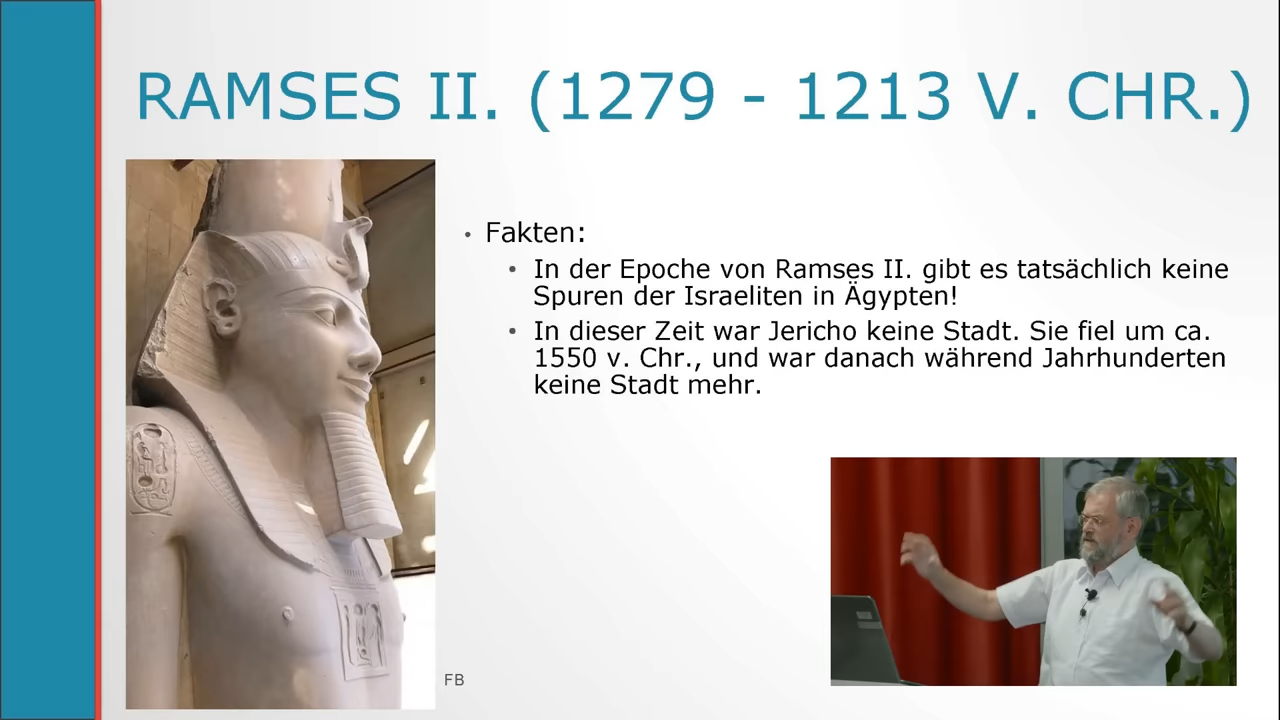 RAMSES II. (1279 - 1213 V. CHR.)
• Fakten:
• In der Epoche von Ramses II. gibt es tatsächlich keine
Spuren der Israeliten in Ägypten!
• In dieser Zeit war Jericho keine Stadt. Sie fiel um ca.
1550 v. Chr., und war danach während Jahrhunderten
keine Stadt mehr.
FB